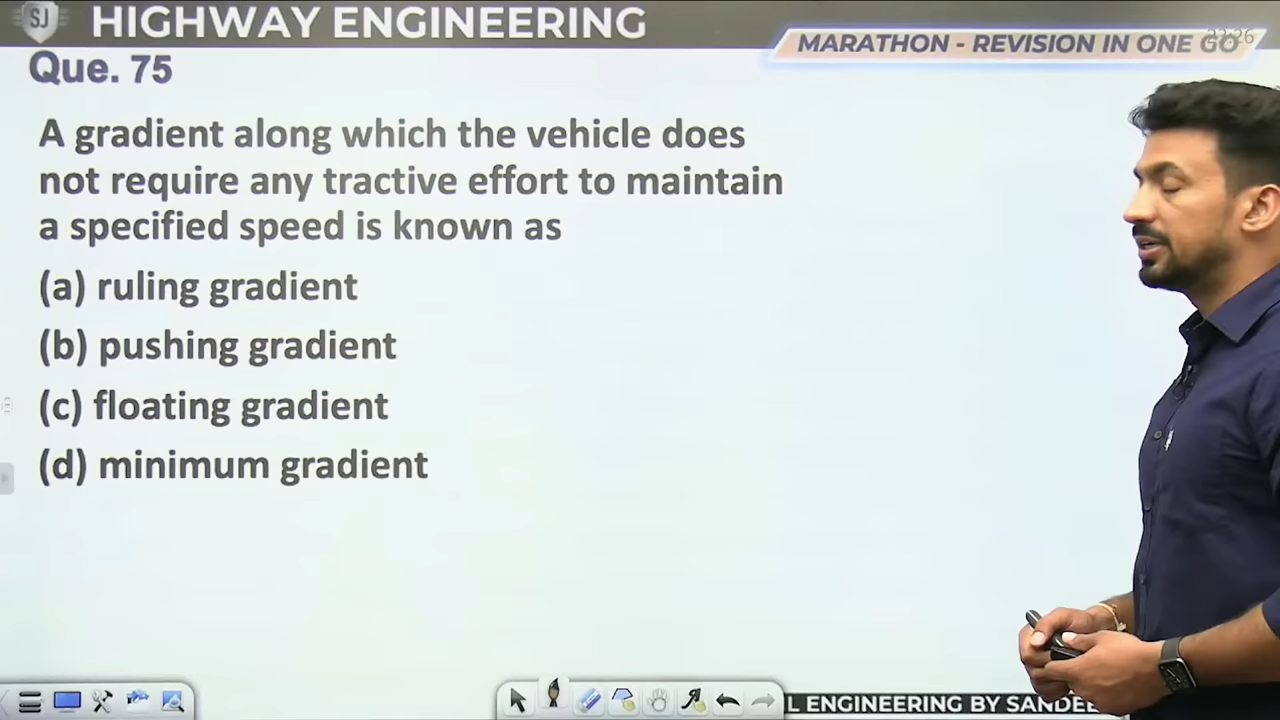 SJ
HIGHWAY ENGINEERING
MARATHON - REVISION IN ONE GO
23:26
Que. 75
A gradient along which the vehicle does
not require any tractive effort to maintain
a specified speed is known as
(a) ruling gradient
(b) pushing gradient
(c) floating gradient
(d) minimum gradient
L ENGINEERING BY SANDEE